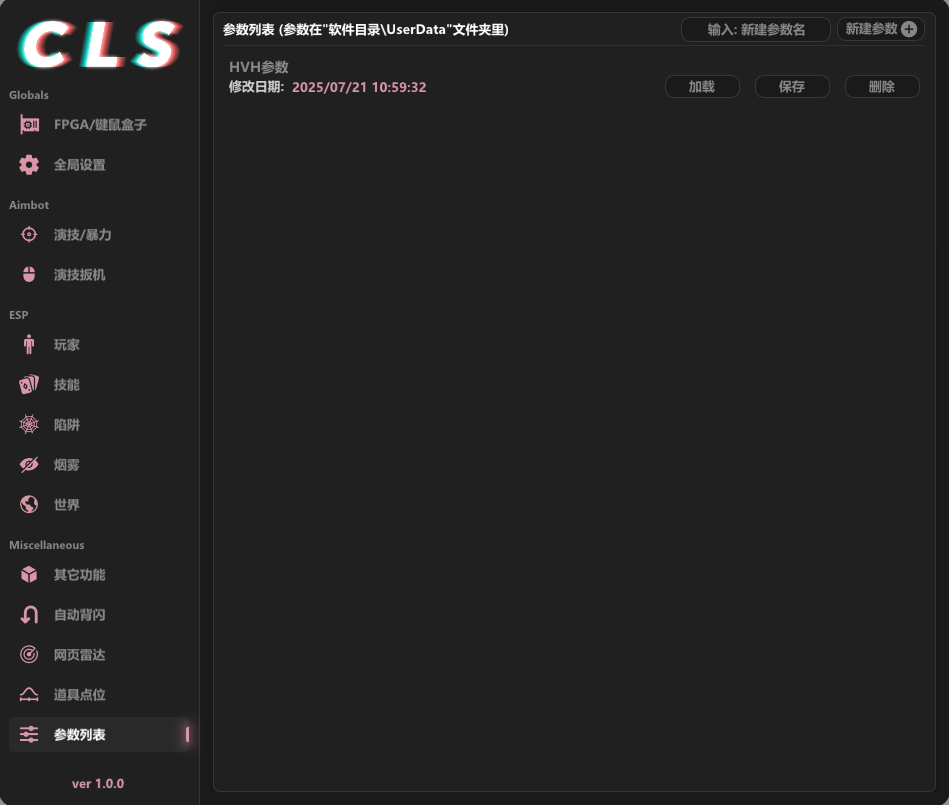 CLS
Globals
FPGA/键鼠盒子
全局设置
Aimbot
演技/暴力
演技扳机
ESP
玩家
技能
陷阱
烟雾
世界
Miscellaneous
其它功能
自动背闪
网页雷达
道具点位
参数列表
ver 1.0.0
参数列表 (参数在"软件目录\UserData"文件夹里)
输入: 新建参数名
新建参数
HVH参数
修改日期: 2025/07/21 10:59:32
加载
保存
删除